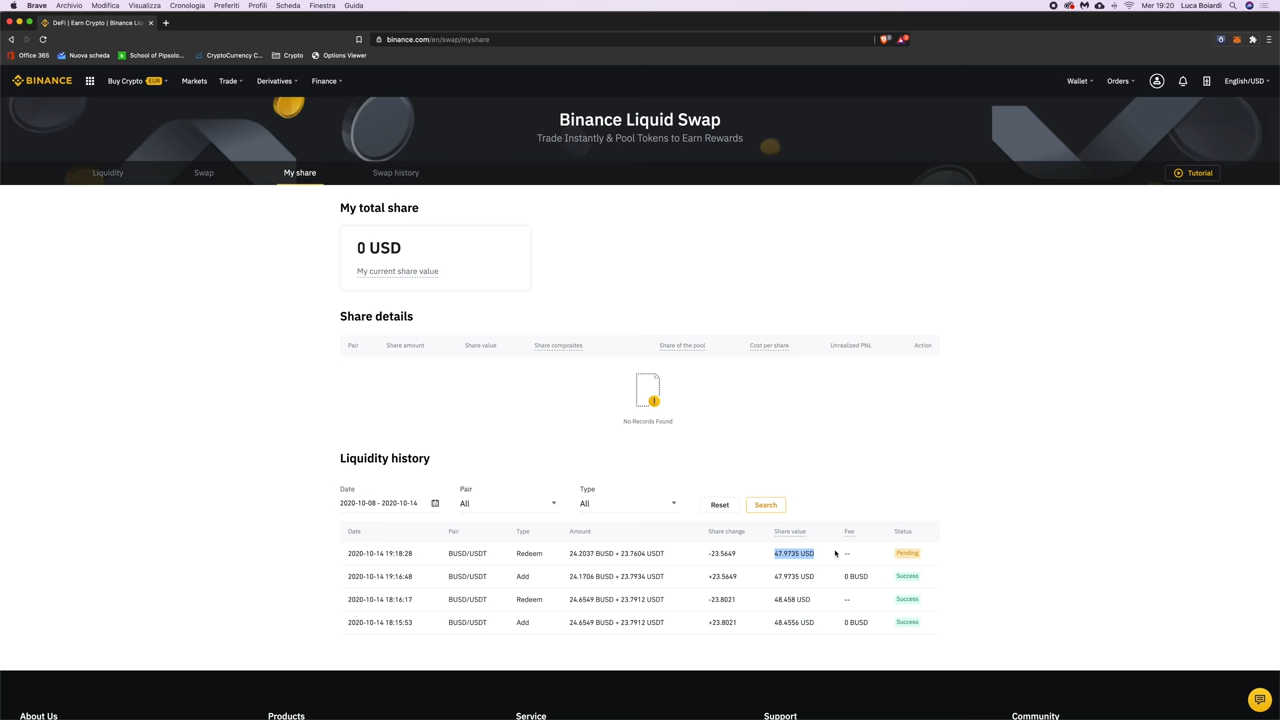 Brave Archivio Modifica Visualizza Cronologia Preferiti Profili Scheda Finestra Guida Mer 19:20 Luca Boiardi
DeFi | Earn Crypto | Binance Liq
binance.com/en/swap/myshare
Office 365 Nuova scheda School of Pipsolo... CryptoCurrency C... Crypto Options Viewer
BINANCE Buy Crypto EUR Markets Trade Derivatives Finance Wallet Orders English/USD
Binance Liquid Swap
Trade Instantly & Pool Tokens to Earn Rewards
Liquidity Swap My share Swap history Tutorial
My total share
0 USD
My current share value
Share details
Pair Share amount Share value Share composites Share of the pool Cost per share Unrealized PNL Action
No Records Found
Liquidity history
Date Pair Type
2020-10-08 - 2020-10-14 All All Reset Search
Date Pair Type Amount Share change Share value Fee Status
2020-10-14 19:18:28 BUSD/USDT Redeem 24.2037 BUSD + 23.7604 USDT -23.5649 47.9735 USD -- Pending
2020-10-14 19:16:48 BUSD/USDT Add 24.1706 BUSD + 23.7934 USDT +23.5649 47.9735 USD 0 BUSD Success
2020-10-14 18:16:17 BUSD/USDT Redeem 24.6549 BUSD + 23.7912 USDT -23.8021 48.458 USD -- Success
2020-10-14 18:15:53 BUSD/USDT Add 24.6549 BUSD + 23.7912 USDT +23.8021 48.4556 USD 0 BUSD Success
About Us Products Service Support Community